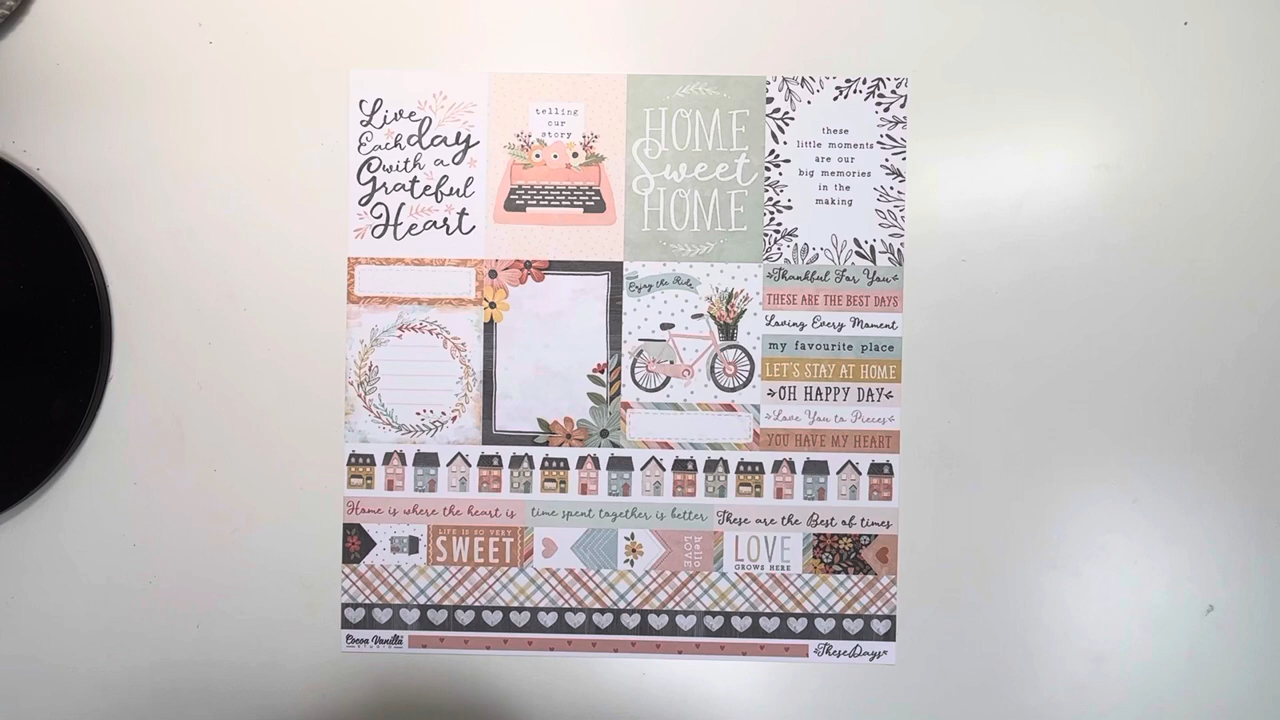 Live
Each day
with a
Grateful
Heart
telling
our
story
HOME
Sweet
HOME
these
little moments
are our
big memories
in the
making
Enjoy the Ride
Thankful For You
THESE ARE THE BEST DAYS
Loving Every Moment
my favourite place
LET'S STAY AT HOME
OH HAPPY DAY
Love You to Pieces
YOU HAVE MY HEART
Home is where the heart is
time spent together is better
These are the Best of times
LIFE IS SO VERY
SWEET
hello
LOVE
LOVE
GROWS HERE
Cocoa Vanilla
STUDIO
These Days